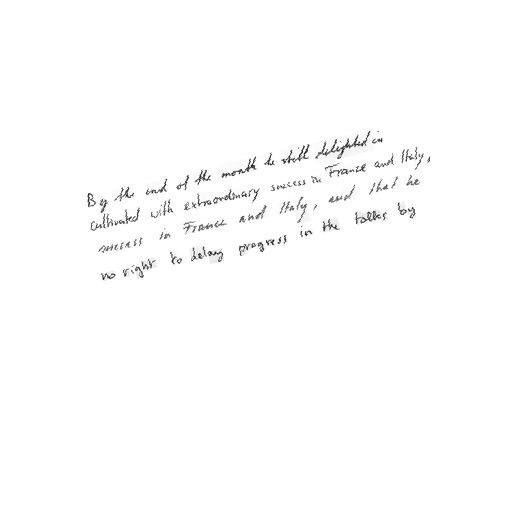 By the end of the month he still delighted in
cultivated with extraordinary success in France and Italy,
success in France and Italy, and that he
no right to delay progress in the talks by